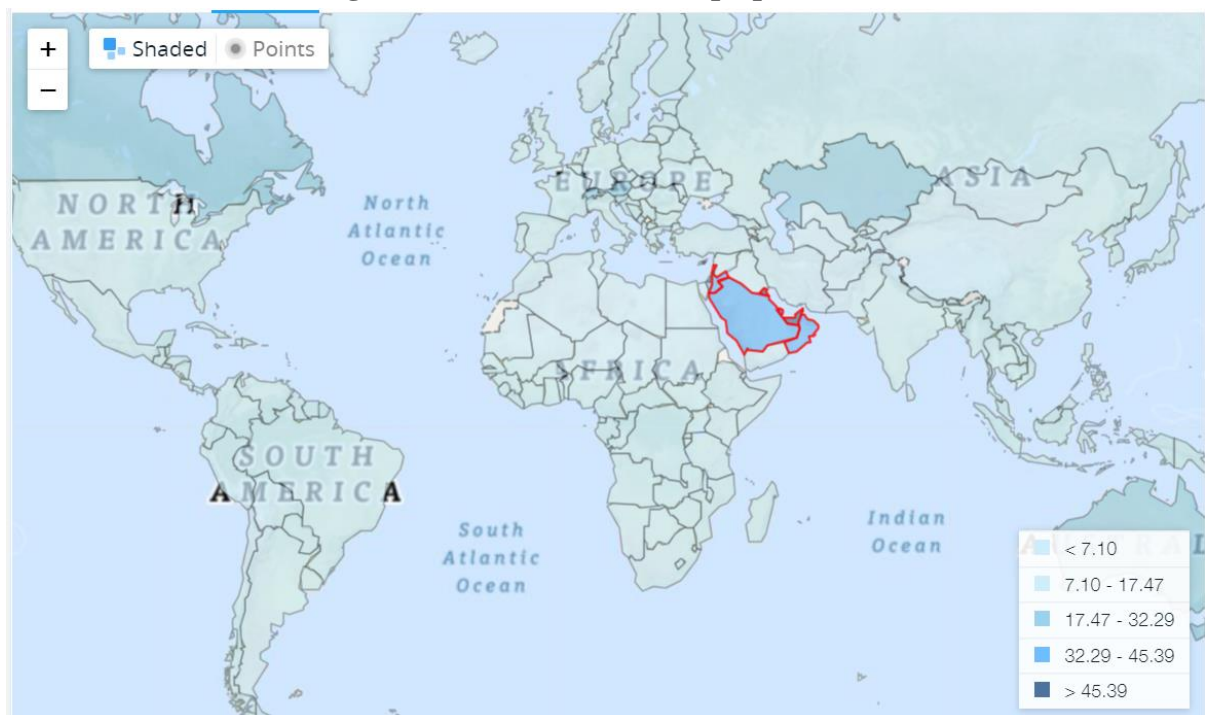 +
Shaded
Points
−
NORTH
AMERICA
North
Atlantic
Ocean
EUROPE
ASIA
AFRICA
SOUTH
AMERICA
South
Atlantic
Ocean
Indian
Ocean
< 7.10
7.10 - 17.47
17.47 - 32.29
32.29 - 45.39
> 45.39